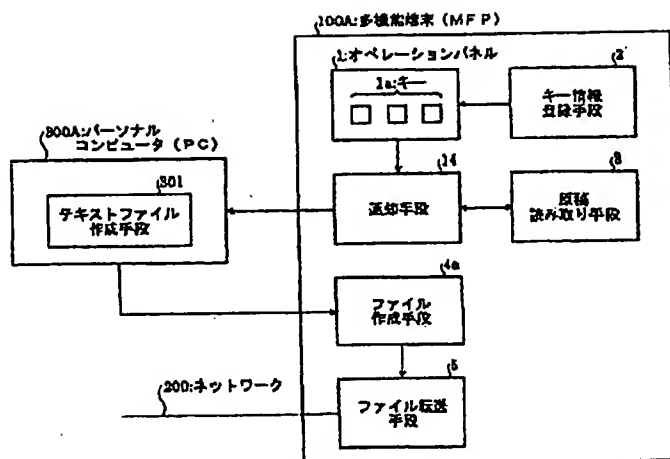 100A:多機能端末(MFP)
1:オペレーションパネル
1a:キー
2
キー情報
登録手段
300A:パーソナル
コンピュータ(PC)
301
テキストファイル
作成手段
14
通知手段
3
原稿
読み取り手段
4a
ファイル
作成手段
200:ネットワーク
5
ファイル転送
手段